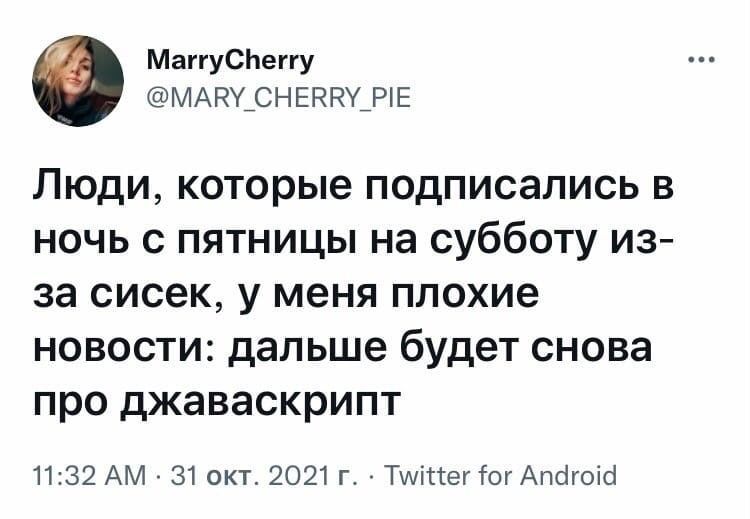 MarryCherry
@MARY_CHERRY_PIE
Люди, которые подписались в
ночь с пятницы на субботу из-
за сисек, у меня плохие
новости: дальше будет снова
про джаваскрипт
11:32 AM · 31 окт. 2021 г. · Twitter for Android